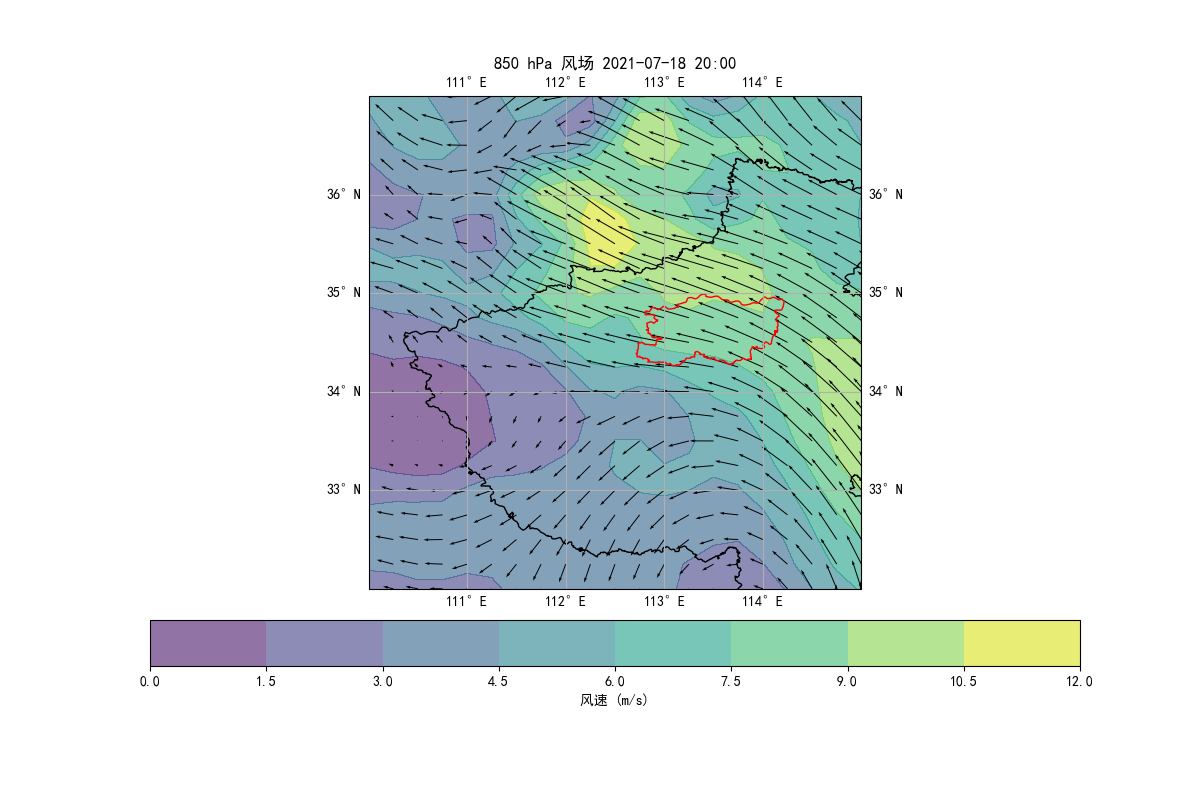 850 hPa 风场 2021-07-18 20:00
111° E 112° E 113° E 114° E
36° N 36° N
35° N 35° N
34° N 34° N
33° N 33° N
111° E 112° E 113° E 114° E
0.0 1.5 3.0 4.5 6.0 7.5 9.0 10.5 12.0
风速 (m/s)